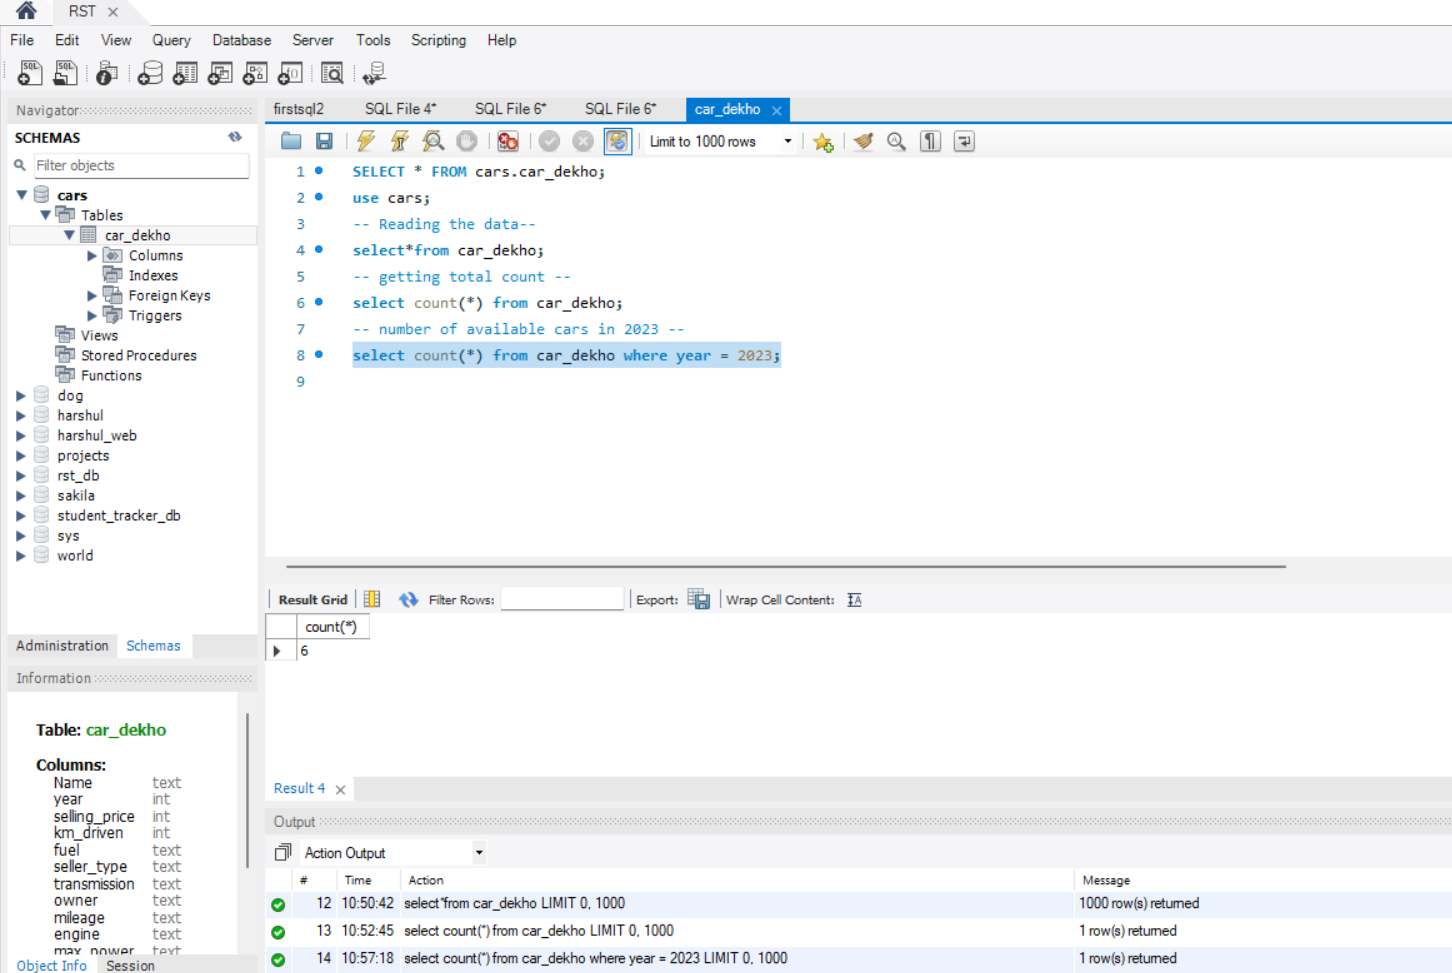 RST
File Edit View Query Database Server Tools Scripting Help
Navigator
SCHEMAS
Filter objects
cars
Tables
car_dekho
Columns
Indexes
Foreign Keys
Triggers
Views
Stored Procedures
Functions
dog
harshul
harshul_web
projects
rst_db
sakila
student_tracker_db
sys
world
Administration Schemas
Information
Table: car_dekho
Columns:
Name text
year int
selling_price int
km_driven int
fuel text
seller_type text
transmission text
owner text
mileage text
engine text
max_power text
Object Info Session
firstsql2 SQL File 4* SQL File 6* SQL File 6* car_dekho
Limit to 1000 rows
1 SELECT * FROM cars.car_dekho;
2 use cars;
3 -- Reading the data--
4 select*from car_dekho;
5 -- getting total count --
6 select count(*) from car_dekho;
7 -- number of available cars in 2023 --
8 select count(*) from car_dekho where year = 2023;
9
Result Grid Filter Rows: Export: Wrap Cell Content:
count(*)
6
Result 4
Output
Action Output
# Time Action Message
12 10:50:42 select*from car_dekho LIMIT 0, 1000 1000 row(s) returned
13 10:52:45 select count(*) from car_dekho LIMIT 0, 1000 1 row(s) returned
14 10:57:18 select count(*) from car_dekho where year = 2023 LIMIT 0, 1000 1 row(s) returned